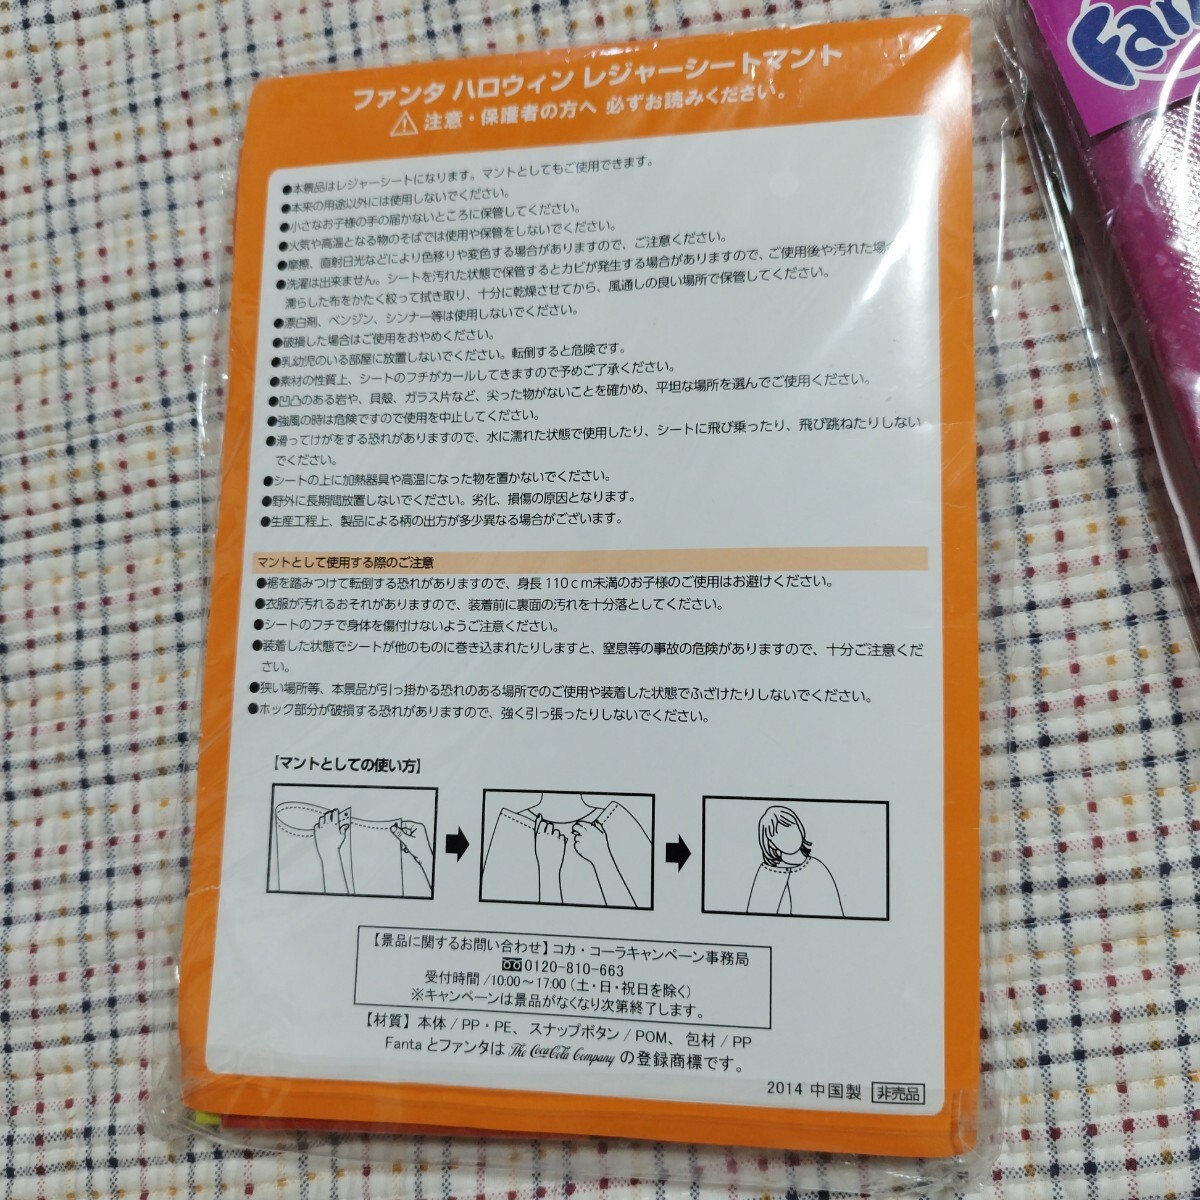 ファンタ ハロウィン レジャーシートマント
⚠ 注意・保護者の方へ 必ずお読みください。
●本景品はレジャーシートになります。マントとしてもご使用できます。
●本来の用途以外には使用しないでください。
●小さなお子様の手の届かないところに保管してください。
●火気や高温となる物のそばでは使用や保管をしないでください。
●摩擦、直射日光などにより色移りや変色する場合がありますので、ご注意ください。
●洗濯は出来ません。シートを汚れた状態で保管するとカビが発生する場合がありますので、ご使用後や汚れた場合
濡らした布をかたく絞って拭き取り、十分に乾燥させてから、風通しの良い場所で保管してください。
●漂白剤、ベンジン、シンナー等は使用しないでください。
●破損した場合はご使用をおやめください。
●乳幼児のいる部屋に放置しないでください。転倒すると危険です。
●素材の性質上、シートのフチがカールしてきますので予めご了承ください。
●凹凸のある岩や、貝殻、ガラス片など、尖った物がないことを確かめ、平坦な場所を選んでご使用ください。
●強風の時は危険ですので使用を中止してください。
●滑ってけがをする恐れがありますので、水に濡れた状態で使用したり、シートに飛び乗ったり、飛び跳ねたりしない
でください。
●シートの上に加熱器具や高温になった物を置かないでください。
●野外に長期間放置しないでください。劣化、損傷の原因となります。
●生産工程上、製品による柄の出方が多少異なる場合がございます。
マントとして使用する際のご注意
●裾を踏みつけて転倒する恐れがありますので、身長110cm未満のお子様のご使用はお避けください。
●衣服が汚れるおそれがありますので、装着前に裏面の汚れを十分落としてください。
●シートのフチで身体を傷付けないようご注意ください。
●装着した状態でシートが他のものに巻き込まれたりしますと、窒息等の事故の危険がありますので、十分ご注意くだ
さい。
●狭い場所等、本景品が引っ掛かる恐れのある場所でのご使用や装着した状態でふざけたりしないでください。
●ホック部分が破損する恐れがありますので、強く引っ張ったりしないでください。
【マントとしての使い方】
【景品に関するお問い合わせ】コカ・コーラキャンペーン事務局
0120-810-663
受付時間/10:00〜17:00(土・日・祝日を除く)
※キャンペーンは景品がなくなり次第終了します。
【材質】本体/PP・PE、スナップボタン/POM、包材/PP
Fantaとファンタは The Coca-Cola Company の登録商標です。
2014 中国製 非売品